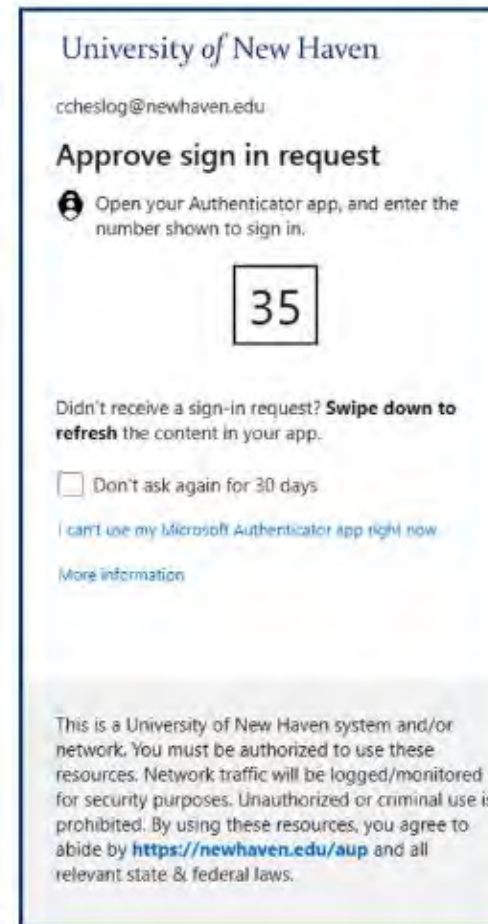 University of New Haven
ccheslog@newhaven.edu
Approve sign in request
Open your Authenticator app, and enter the
number shown to sign in.
35
Didn't receive a sign-in request? Swipe down to
refresh the content in your app.
Don't ask again for 30 days
I can't use my Microsoft Authenticator app right now
More information
This is a University of New Haven system and/or
network. You must be authorized to use these
resources. Network traffic will be logged/monitored
for security purposes. Unauthorized or criminal use is
prohibited. By using these resources, you agree to
abide by https://newhaven.edu/aup and all
relevant state & federal laws.